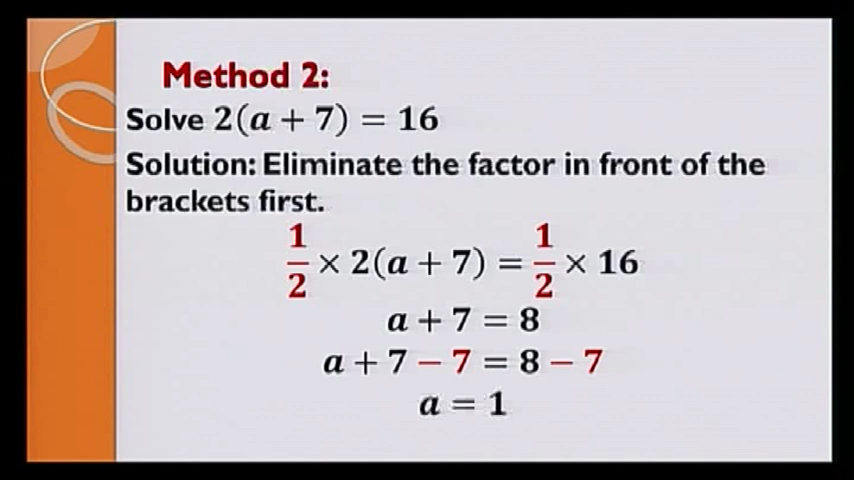 Method 2:
Solve 2(a + 7) = 16
Solution: Eliminate the factor in front of the
brackets first.
1/2 × 2(a + 7) = 1/2 × 16
a + 7 = 8
a + 7 − 7 = 8 − 7
a = 1